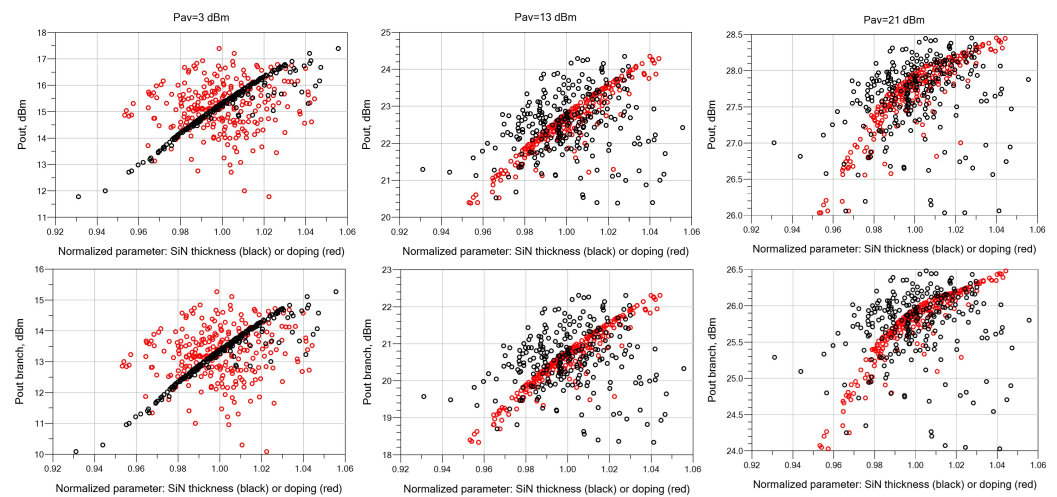 Pav=3 dBm
Pav=13 dBm
Pav=21 dBm
Pout, dBm
18
17
16
15
14
13
12
11
0.92 0.94 0.96 0.98 1.00 1.02 1.04 1.06
Normalized parameter: SiN thickness (black) or doping (red)
Pout, dBm
25
24
23
22
21
20
0.92 0.94 0.96 0.98 1.00 1.02 1.04 1.06
Normalized parameter: SiN thickness (black) or doping (red)
Pout, dBm
28.5
28.0
27.5
27.0
26.5
26.0
0.92 0.94 0.96 0.98 1.00 1.02 1.04 1.06
Normalized parameter: SiN thickness (black) or doping (red)
Pout branch, dBm
16
15
14
13
12
11
10
0.92 0.94 0.96 0.98 1.00 1.02 1.04 1.06
Normalized parameter: SiN thickness (black) or doping (red)
Pout branch, dBm
23
22
21
20
19
18
0.92 0.94 0.96 0.98 1.00 1.02 1.04 1.06
Normalized parameter: SiN thickness (black) or doping (red)
Pout branch, dBm
26.5
26.0
25.5
25.0
24.5
24.0
0.92 0.94 0.96 0.98 1.00 1.02 1.04 1.06
Normalized parameter: SiN thickness (black) or doping (red)